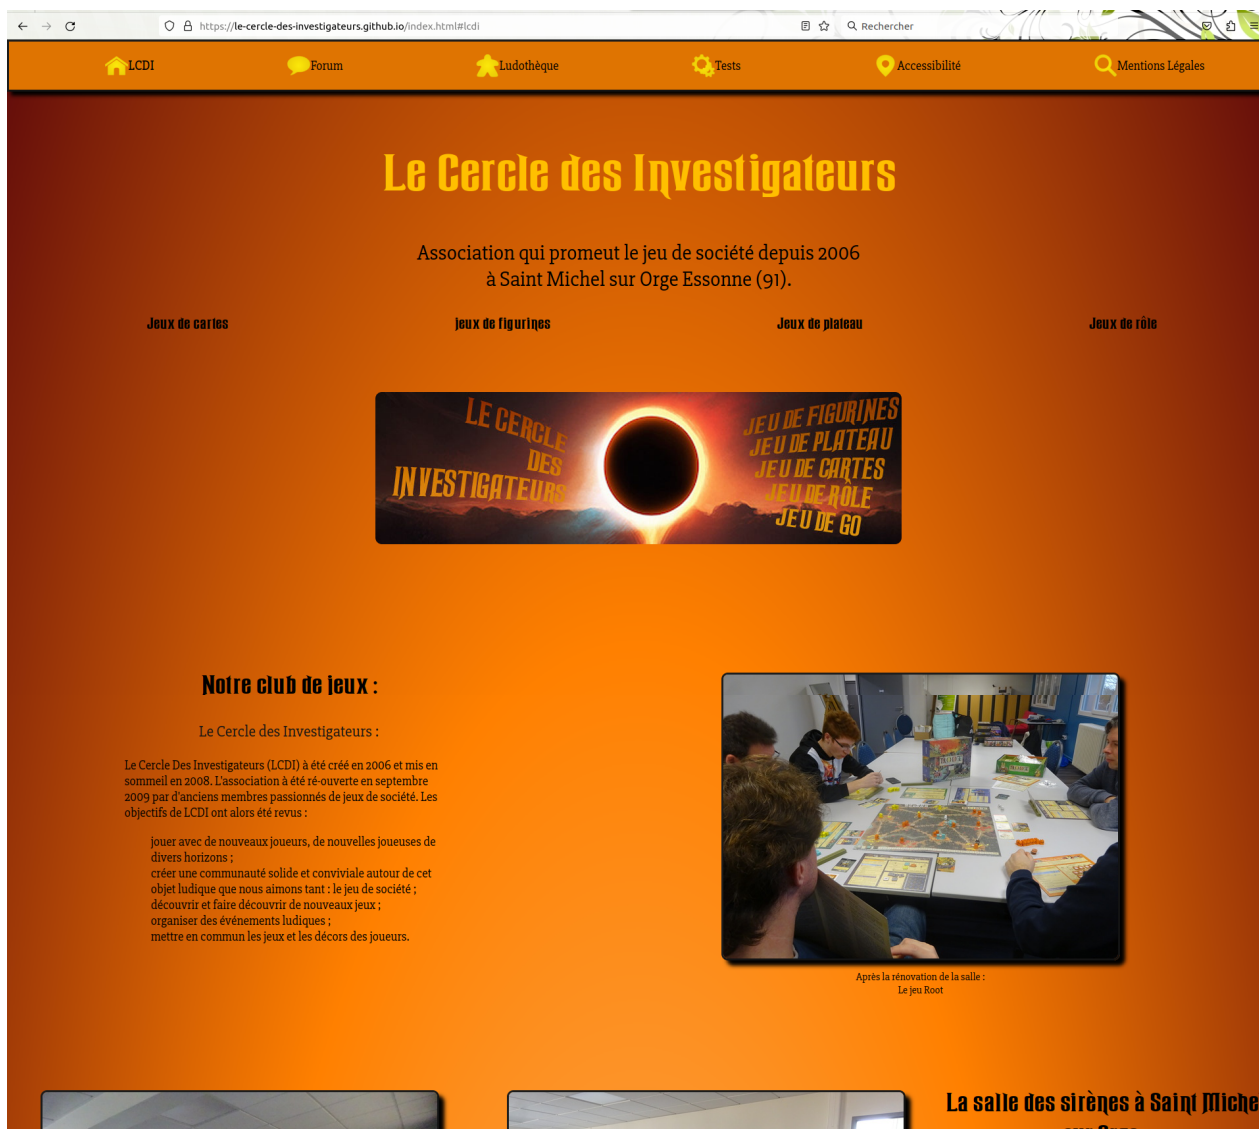 https://le-cercle-des-investigateurs.github.io/index.html#lcdi
Rechercher
LCDI
Forum
Ludothèque
Tests
Accessibilité
Mentions Légales
Le Cercle des Investigateurs
Association qui promeut le jeu de société depuis 2006
à Saint Michel sur Orge Essonne (91).
Jeux de cartes
jeux de figurines
Jeux de plateau
Jeux de rôle
LE CERCLE
DES
INVESTIGATEURS
JEU DE FIGURINES
JEU DE PLATEAU
JEU DE CARTES
JEU DE RÔLE
JEU DE GO
Notre club de jeux :
Le Cercle des Investigateurs :
Le Cercle Des Investigateurs (LCDI) à été créé en 2006 et mis en
sommeil en 2008. L'association à été ré-ouverte en septembre
2009 par d'anciens membres passionnés de jeux de société. Les
objectifs de LCDI ont alors été revus :
jouer avec de nouveaux joueurs, de nouvelles joueuses de
divers horizons ;
créer une communauté solide et conviviale autour de cet
objet ludique que nous aimons tant : le jeu de société ;
découvrir et faire découvrir de nouveaux jeux ;
organiser des événements ludiques ;
mettre en commun les jeux et les décors des joueurs.
Après la rénovation de la salle :
Le jeu Root
La salle des sirènes à Saint Miche